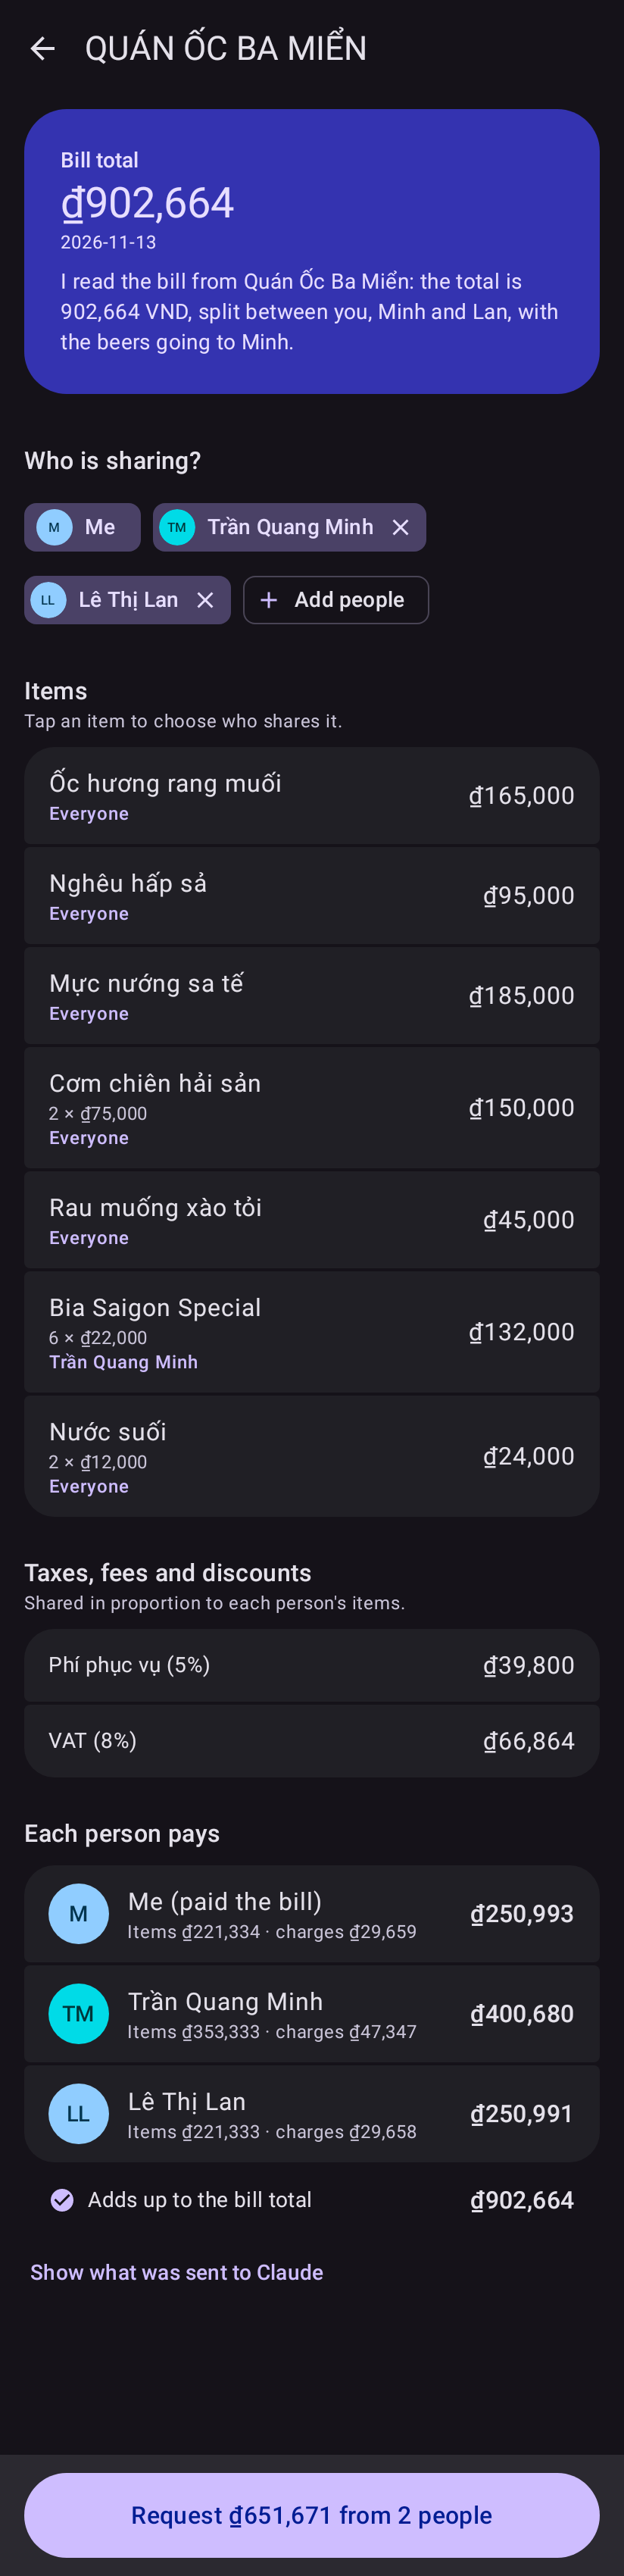 QUÁN ỐC BA MIỂN
Bill total
₫902,664
2026-11-13
I read the bill from Quán Ốc Ba Miển: the total is
902,664 VND, split between you, Minh and Lan, with
the beers going to Minh.
Who is sharing?
M Me
TM Trần Quang Minh
LL Lê Thị Lan
Add people
Items
Tap an item to choose who shares it.
Ốc hương rang muối
Everyone
₫165,000
Nghêu hấp sả
Everyone
₫95,000
Mực nướng sa tế
Everyone
₫185,000
Cơm chiên hải sản
2 × ₫75,000
Everyone
₫150,000
Rau muống xào tỏi
Everyone
₫45,000
Bia Saigon Special
6 × ₫22,000
Trần Quang Minh
₫132,000
Nước suối
2 × ₫12,000
Everyone
₫24,000
Taxes, fees and discounts
Shared in proportion to each person's items.
Phí phục vụ (5%) ₫39,800
VAT (8%) ₫66,864
Each person pays
M
Me (paid the bill)
Items ₫221,334 · charges ₫29,659
₫250,993
TM
Trần Quang Minh
Items ₫353,333 · charges ₫47,347
₫400,680
LL
Lê Thị Lan
Items ₫221,333 · charges ₫29,658
₫250,991
Adds up to the bill total ₫902,664
Show what was sent to Claude
Request ₫651,671 from 2 people